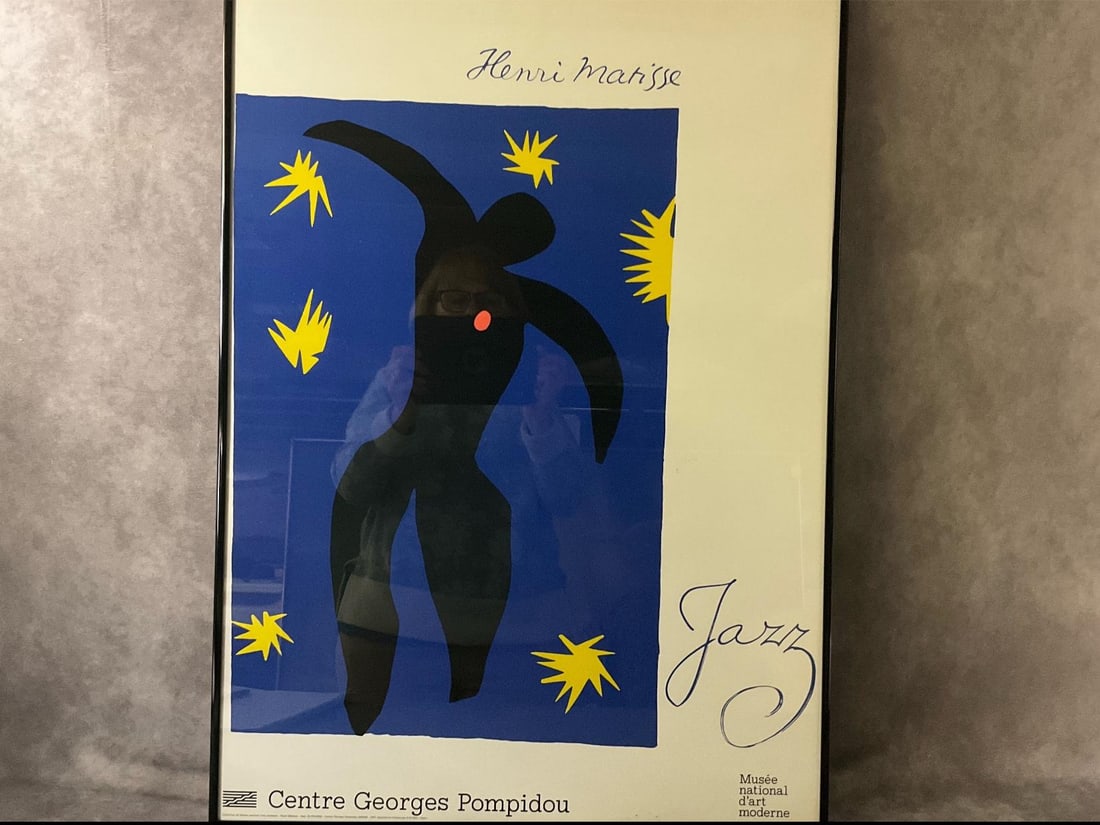 Henri Matisse
Jazz
Centre Georges Pompidou
Musée
national
d'art
moderne